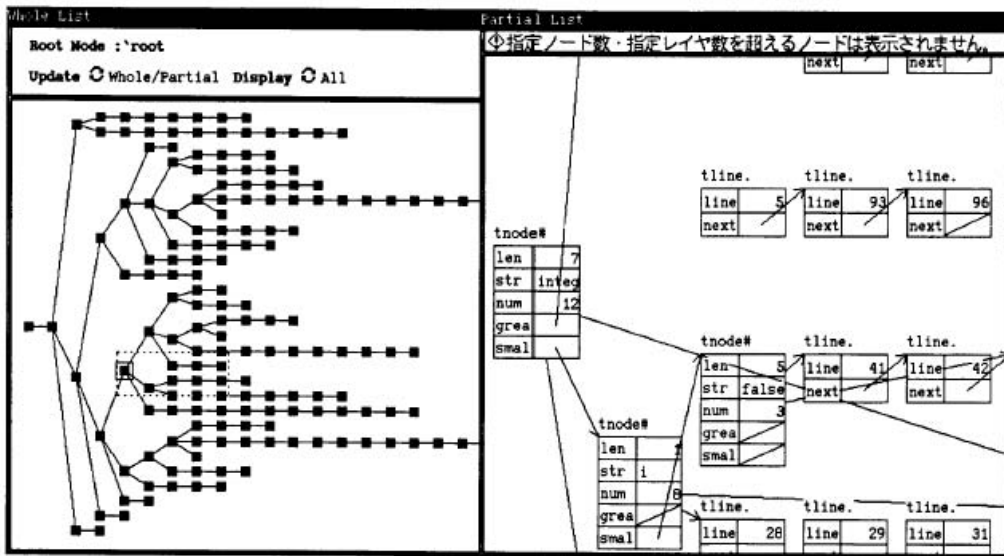 Whole List
Root Node :`root
Update Whole/Partial Display All
Partial List
指定ノード数・指定レイヤ数を超えるノードは表示されません。
next next
tline. tline. tline.
line 5 line 93 line 96
next next next
tnode#
len 7
str integ
num 12
grea
smal
tnode# tline. tline.
len 5 line 41 line 42
str false next next
num 3
grea
smal
tnode#
len 1
str i
num 8
grea
smal
tline. tline. tline.
line 28 line 29 line 31